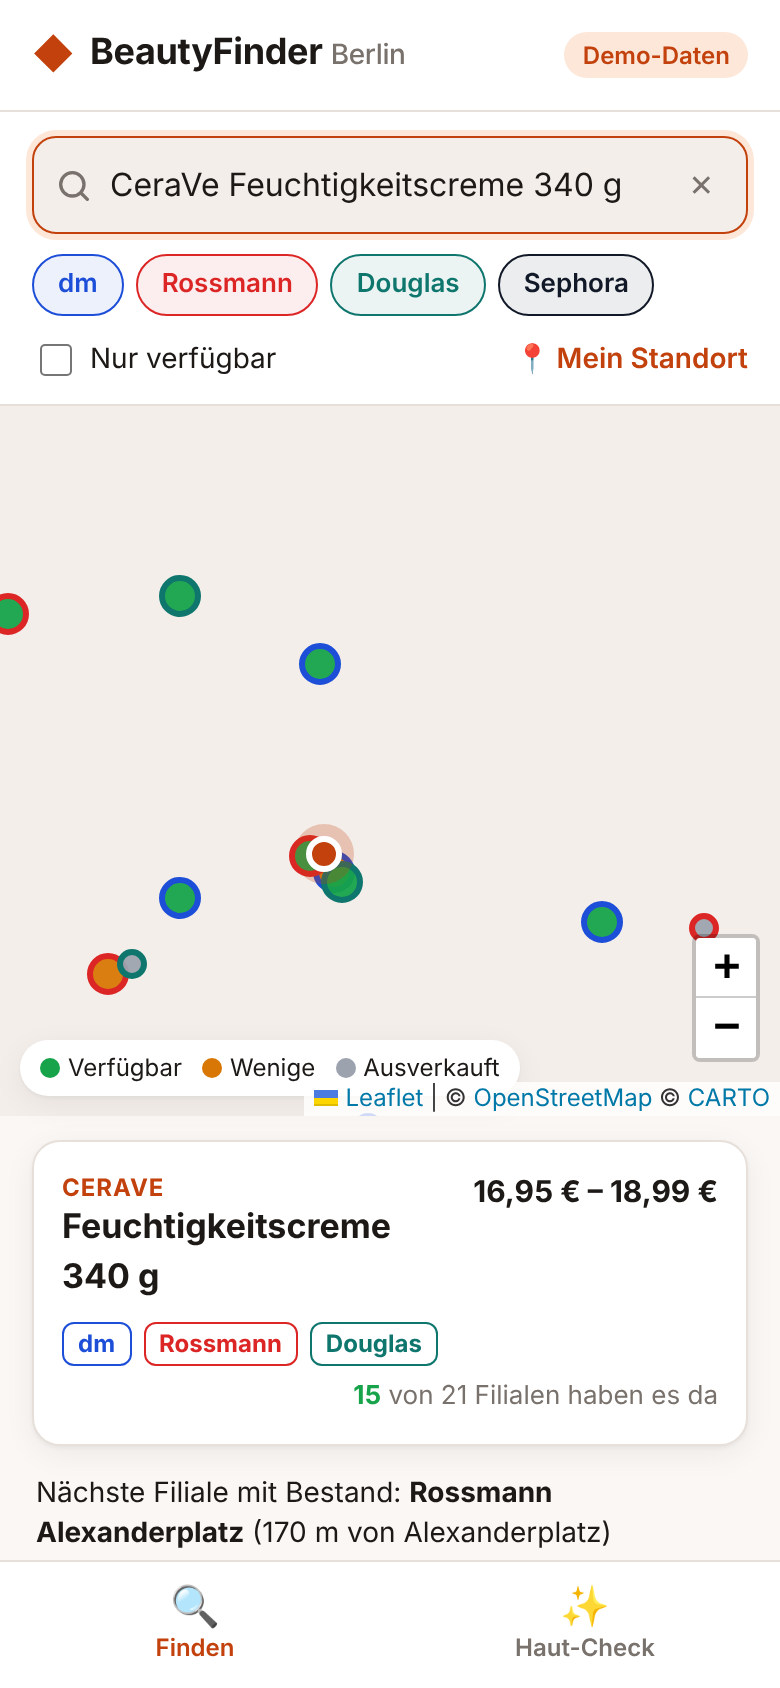 BeautyFinder Berlin
Demo-Daten
CeraVe Feuchtigkeitscreme 340 g ×
dm
Rossmann
Douglas
Sephora
Nur verfügbar
Mein Standort
+
−
Verfügbar
Wenige
Ausverkauft
Leaflet | © OpenStreetMap © CARTO
CERAVE
16,95 € – 18,99 €
Feuchtigkeitscreme
340 g
dm
Rossmann
Douglas
15 von 21 Filialen haben es da
Nächste Filiale mit Bestand: Rossmann
Alexanderplatz (170 m von Alexanderplatz)
Finden
Haut-Check